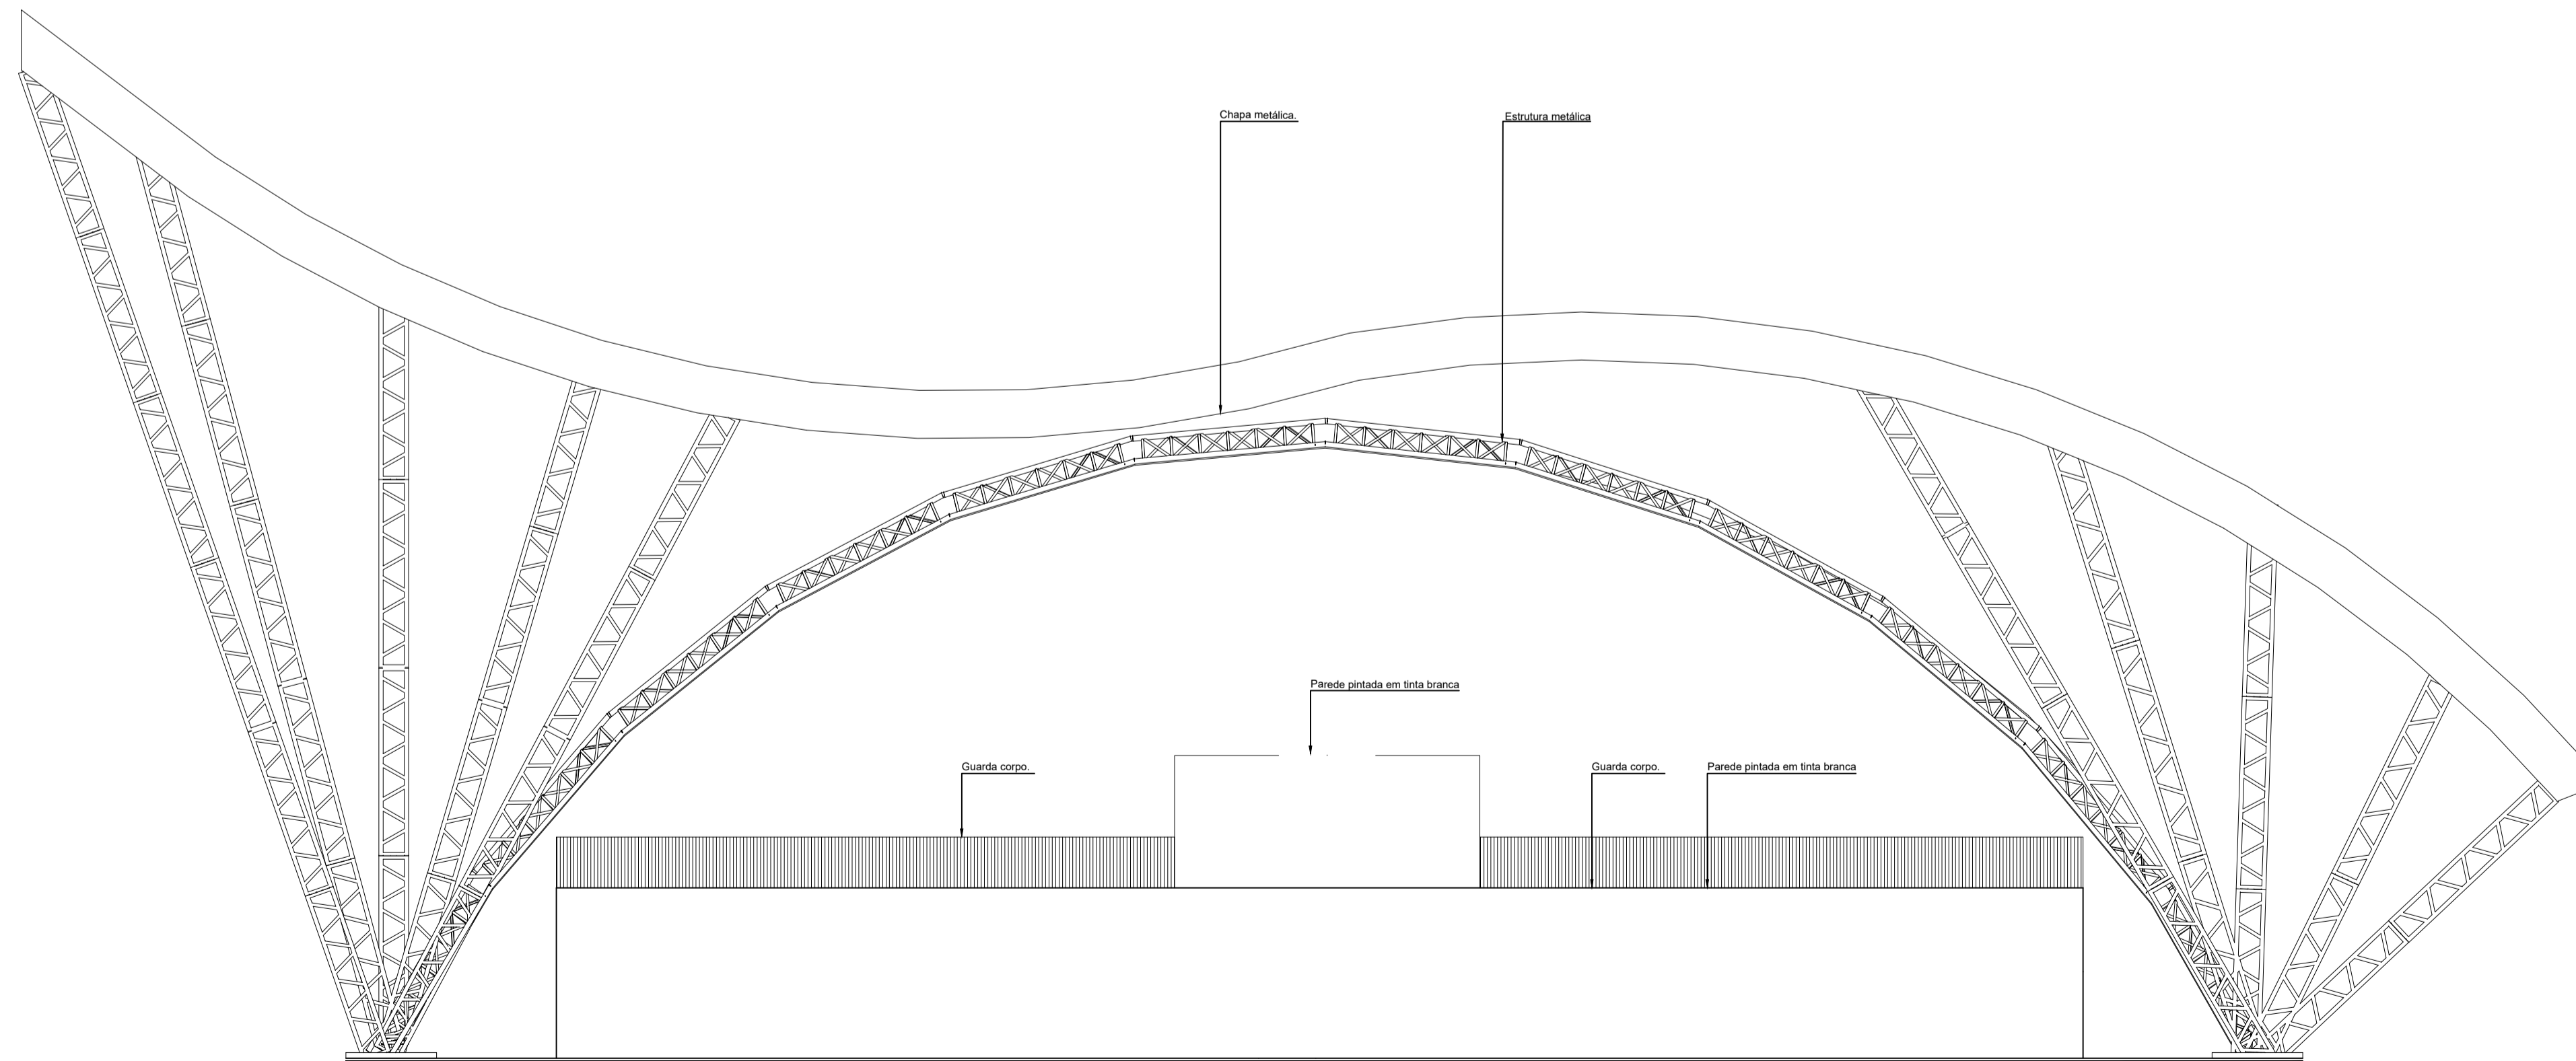 Chapa metálica.
Estrutura metálica
Parede pintada em tinta branca
Guarda corpo.
Guarda corpo.
Parede pintada em tinta branca